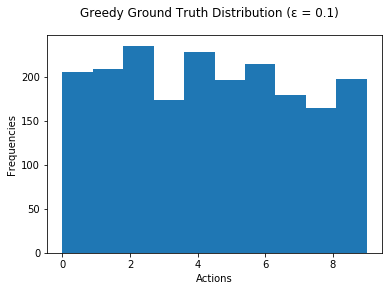 Greedy Ground Truth Distribution (ε = 0.1)
200
150
100
50
0
Frequencies
0 2 4 6 8
Actions